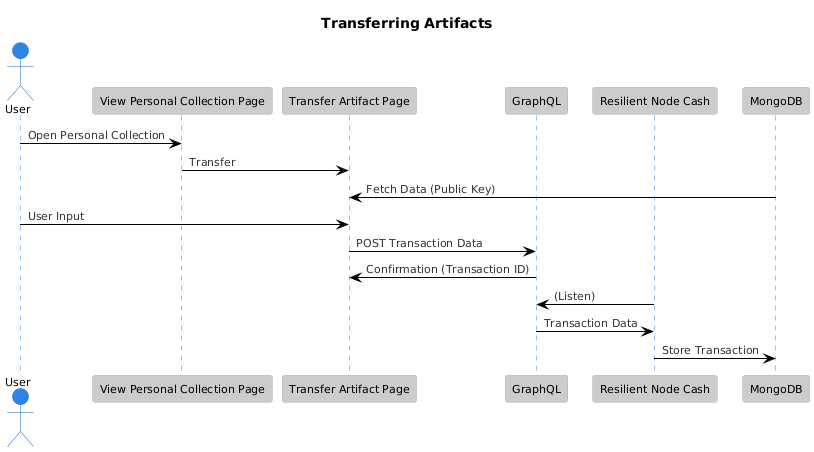 Transferring Artifacts
User
View Personal Collection Page
Transfer Artifact Page
GraphQL
Resilient Node Cash
MongoDB
Open Personal Collection
Transfer
Fetch Data (Public Key)
User Input
POST Transaction Data
Confirmation (Transaction ID)
(Listen)
Transaction Data
Store Transaction
User
View Personal Collection Page
Transfer Artifact Page
GraphQL
Resilient Node Cash
MongoDB